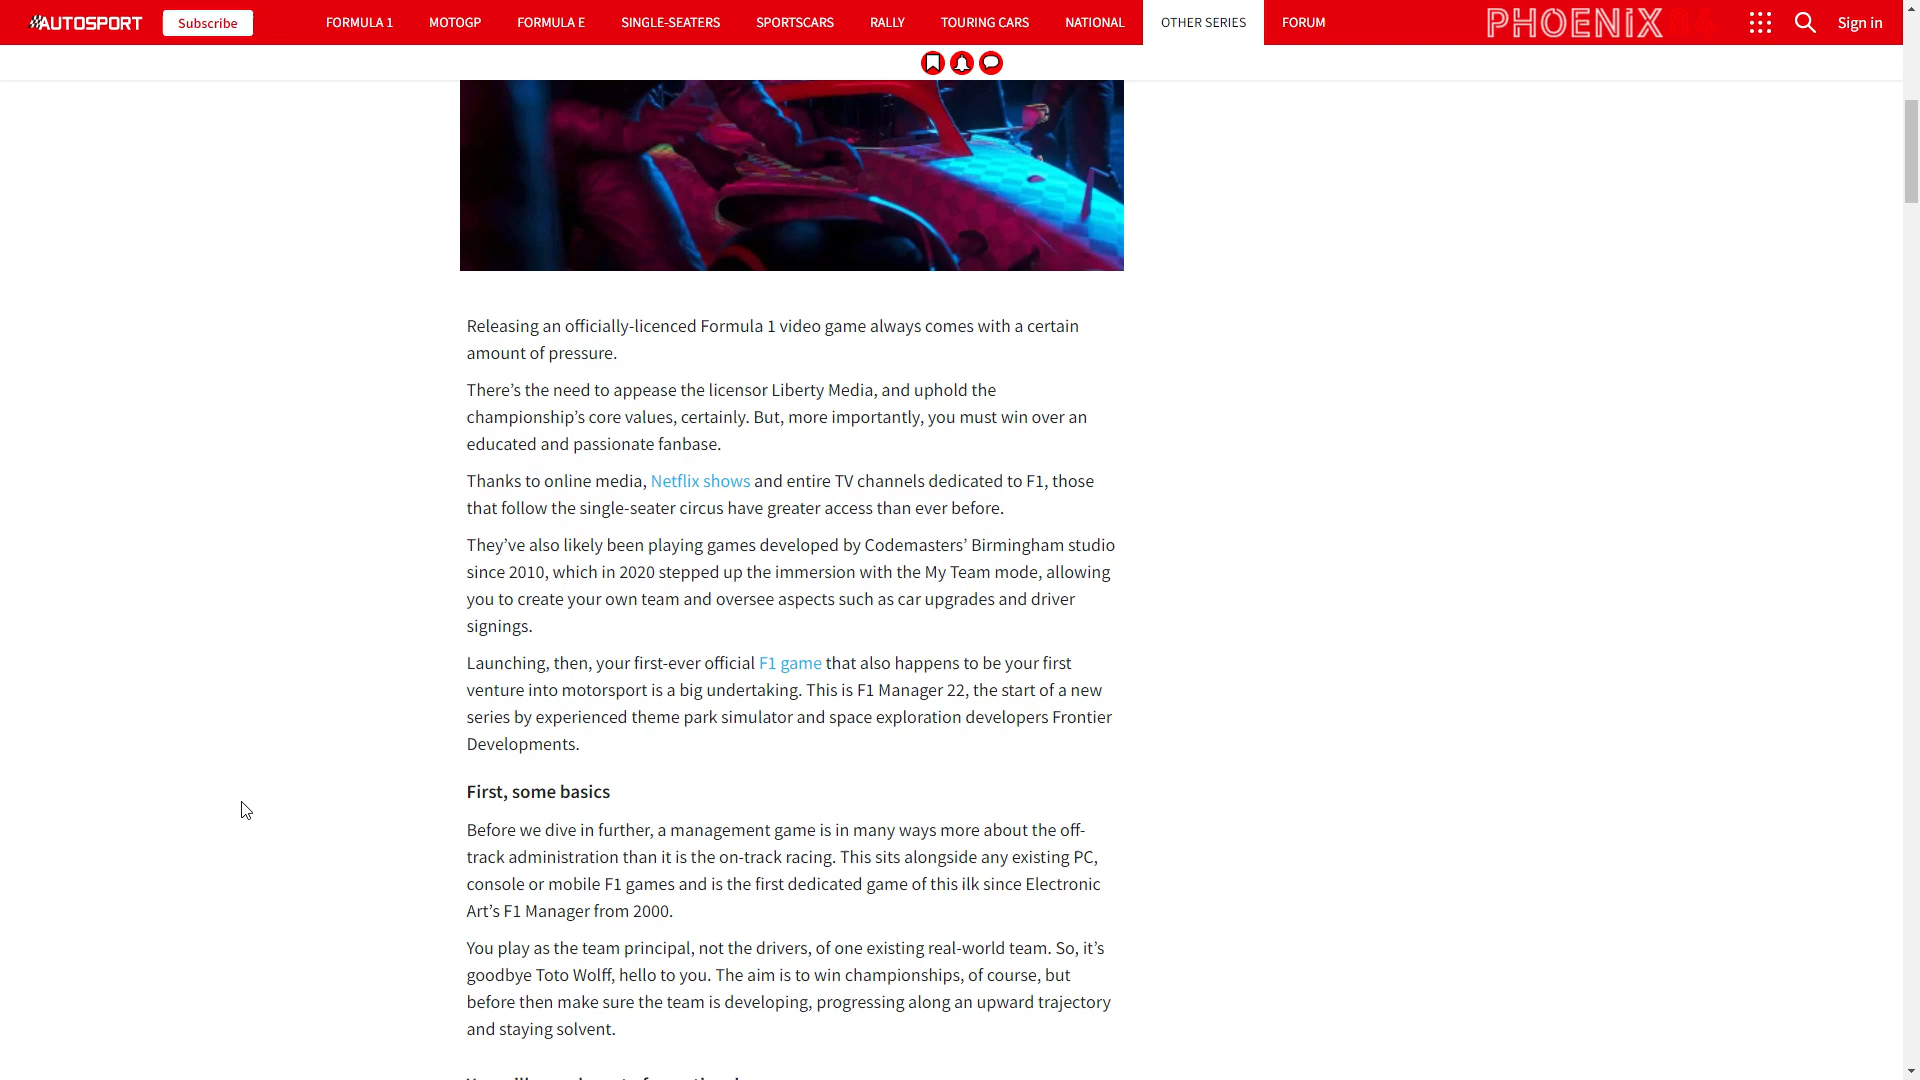 AUTOSPORT
Subscribe
FORMULA 1
MOTOGP
FORMULA E
SINGLE-SEATERS
SPORTSCARS
RALLY
TOURING CARS
NATIONAL
OTHER SERIES
FORUM
PHOENiX
Sign in
Releasing an officially-licenced Formula 1 video game always comes with a certain
amount of pressure.
There’s the need to appease the licensor Liberty Media, and uphold the
championship’s core values, certainly. But, more importantly, you must win over an
educated and passionate fanbase.
Thanks to online media, Netflix shows and entire TV channels dedicated to F1, those
that follow the single-seater circus have greater access than ever before.
They’ve also likely been playing games developed by Codemasters’ Birmingham studio
since 2010, which in 2020 stepped up the immersion with the My Team mode, allowing
you to create your own team and oversee aspects such as car upgrades and driver
signings.
Launching, then, your first-ever official F1 game that also happens to be your first
venture into motorsport is a big undertaking. This is F1 Manager 22, the start of a new
series by experienced theme park simulator and space exploration developers Frontier
Developments.
First, some basics
Before we dive in further, a management game is in many ways more about the off-
track administration than it is the on-track racing. This sits alongside any existing PC,
console or mobile F1 games and is the first dedicated game of this ilk since Electronic
Art’s F1 Manager from 2000.
You play as the team principal, not the drivers, of one existing real-world team. So, it’s
goodbye Toto Wolff, hello to you. The aim is to win championships, of course, but
before then make sure the team is developing, progressing along an upward trajectory
and staying solvent.